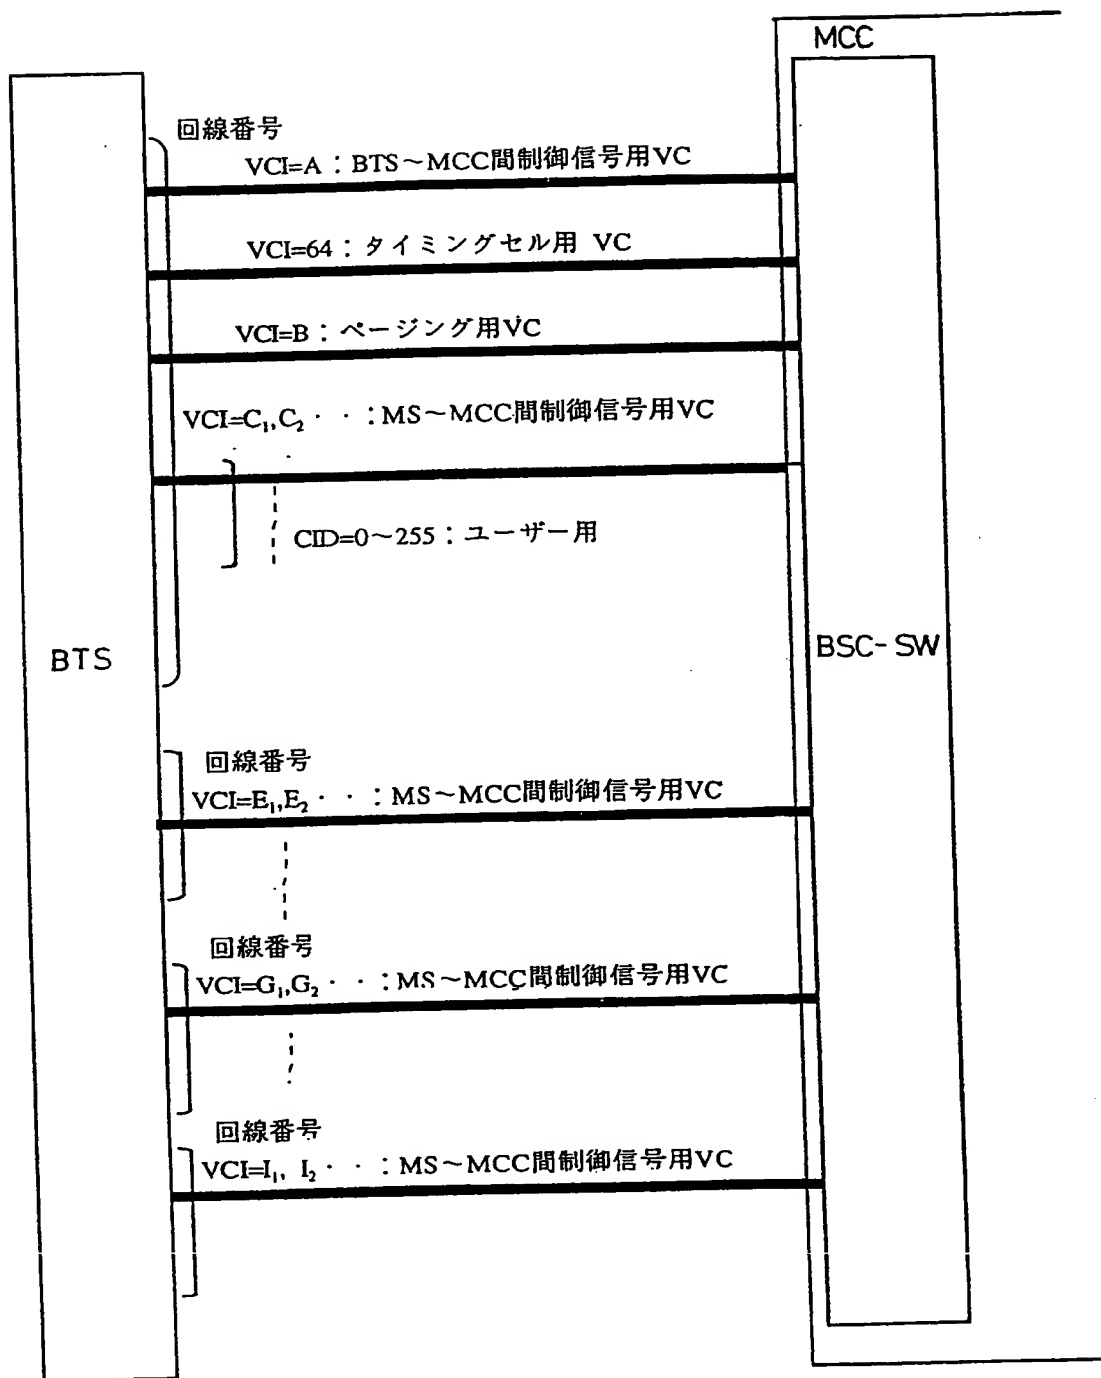 MCC
回線番号
VCI=A：BTS～MCC間制御信号用VC
VCI=64：タイミングセル用 VC
VCI=B：ページング用VC
VCI=C₁,C₂・・：MS～MCC間制御信号用VC
CID=0～255：ユーザー用
BTS
BSC-SW
回線番号
VCI=E₁,E₂・・：MS～MCC間制御信号用VC
回線番号
VCI=G₁,G₂・・：MS～MCC間制御信号用VC
回線番号
VCI=I₁, I₂・・：MS～MCC間制御信号用VC